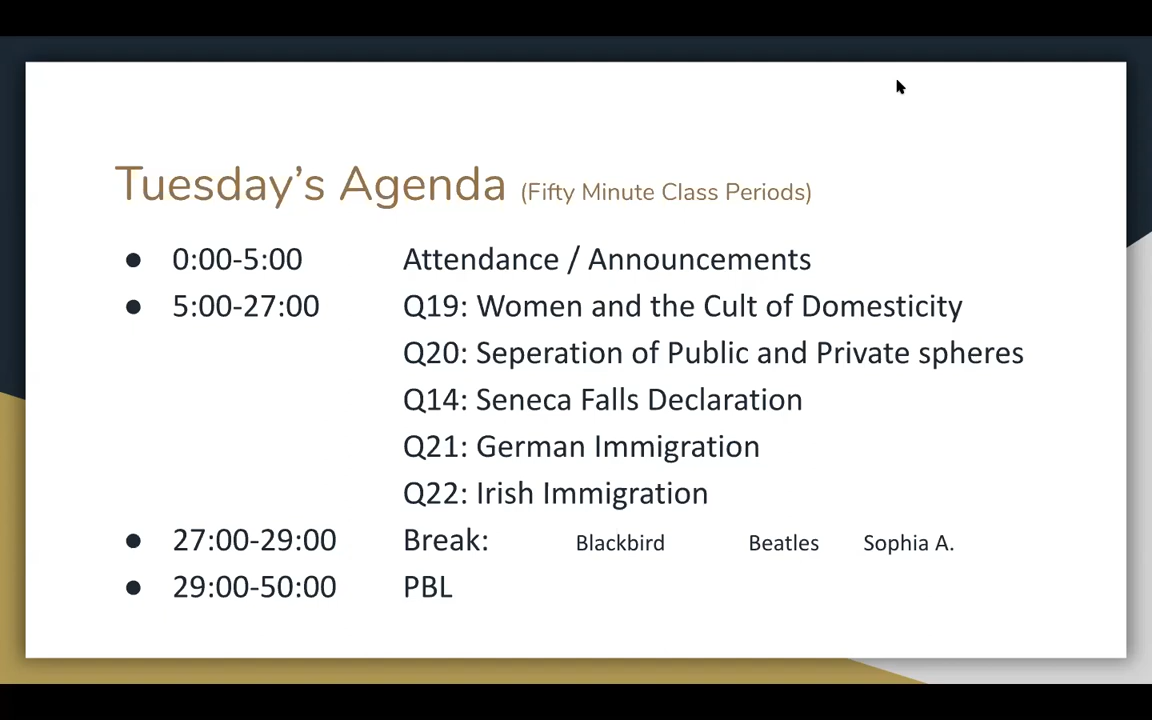 Tuesday's Agenda (Fifty Minute Class Periods)
● 0:00-5:00 Attendance / Announcements
● 5:00-27:00 Q19: Women and the Cult of Domesticity
Q20: Seperation of Public and Private spheres
Q14: Seneca Falls Declaration
Q21: German Immigration
Q22: Irish Immigration
● 27:00-29:00 Break: Blackbird Beatles Sophia A.
● 29:00-50:00 PBL